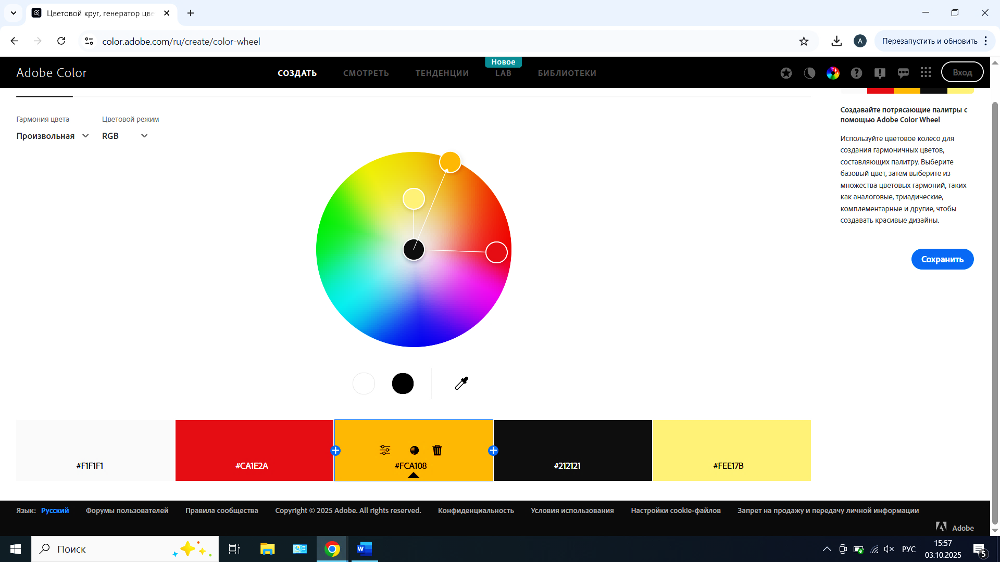 Цветовой круг, генератор цве
color.adobe.com/ru/create/color-wheel
A
Перезапустить и обновить
Adobe Color
СОЗДАТЬ
СМОТРЕТЬ
ТЕНДЕНЦИИ
Новое
LAB
БИБЛИОТЕКИ
Вход
Гармония цвета
Цветовой режим
Произвольная
RGB
Создавайте потрясающие палитры с
помощью Adobe Color Wheel
Используйте цветовое колесо для
создания гармоничных цветов,
составляющих палитру. Выберите
базовый цвет, затем выберите из
множества цветовых гармоний, таких
как аналоговые, триадические,
комплементарные и другие, чтобы
создавать красивые дизайны.
Сохранить
#F1F1F1
#CA1E2A
#FCA108
#212121
#FEE17B
Язык: Русский
Форумы пользователей
Правила сообщества
Copyright © 2025 Adobe. All rights reserved.
Конфиденциальность
Условия использования
Настройки cookie-файлов
Запрет на продажу и передачу личной информации
Adobe
Поиск
РУС
15:57
03.10.2025
5